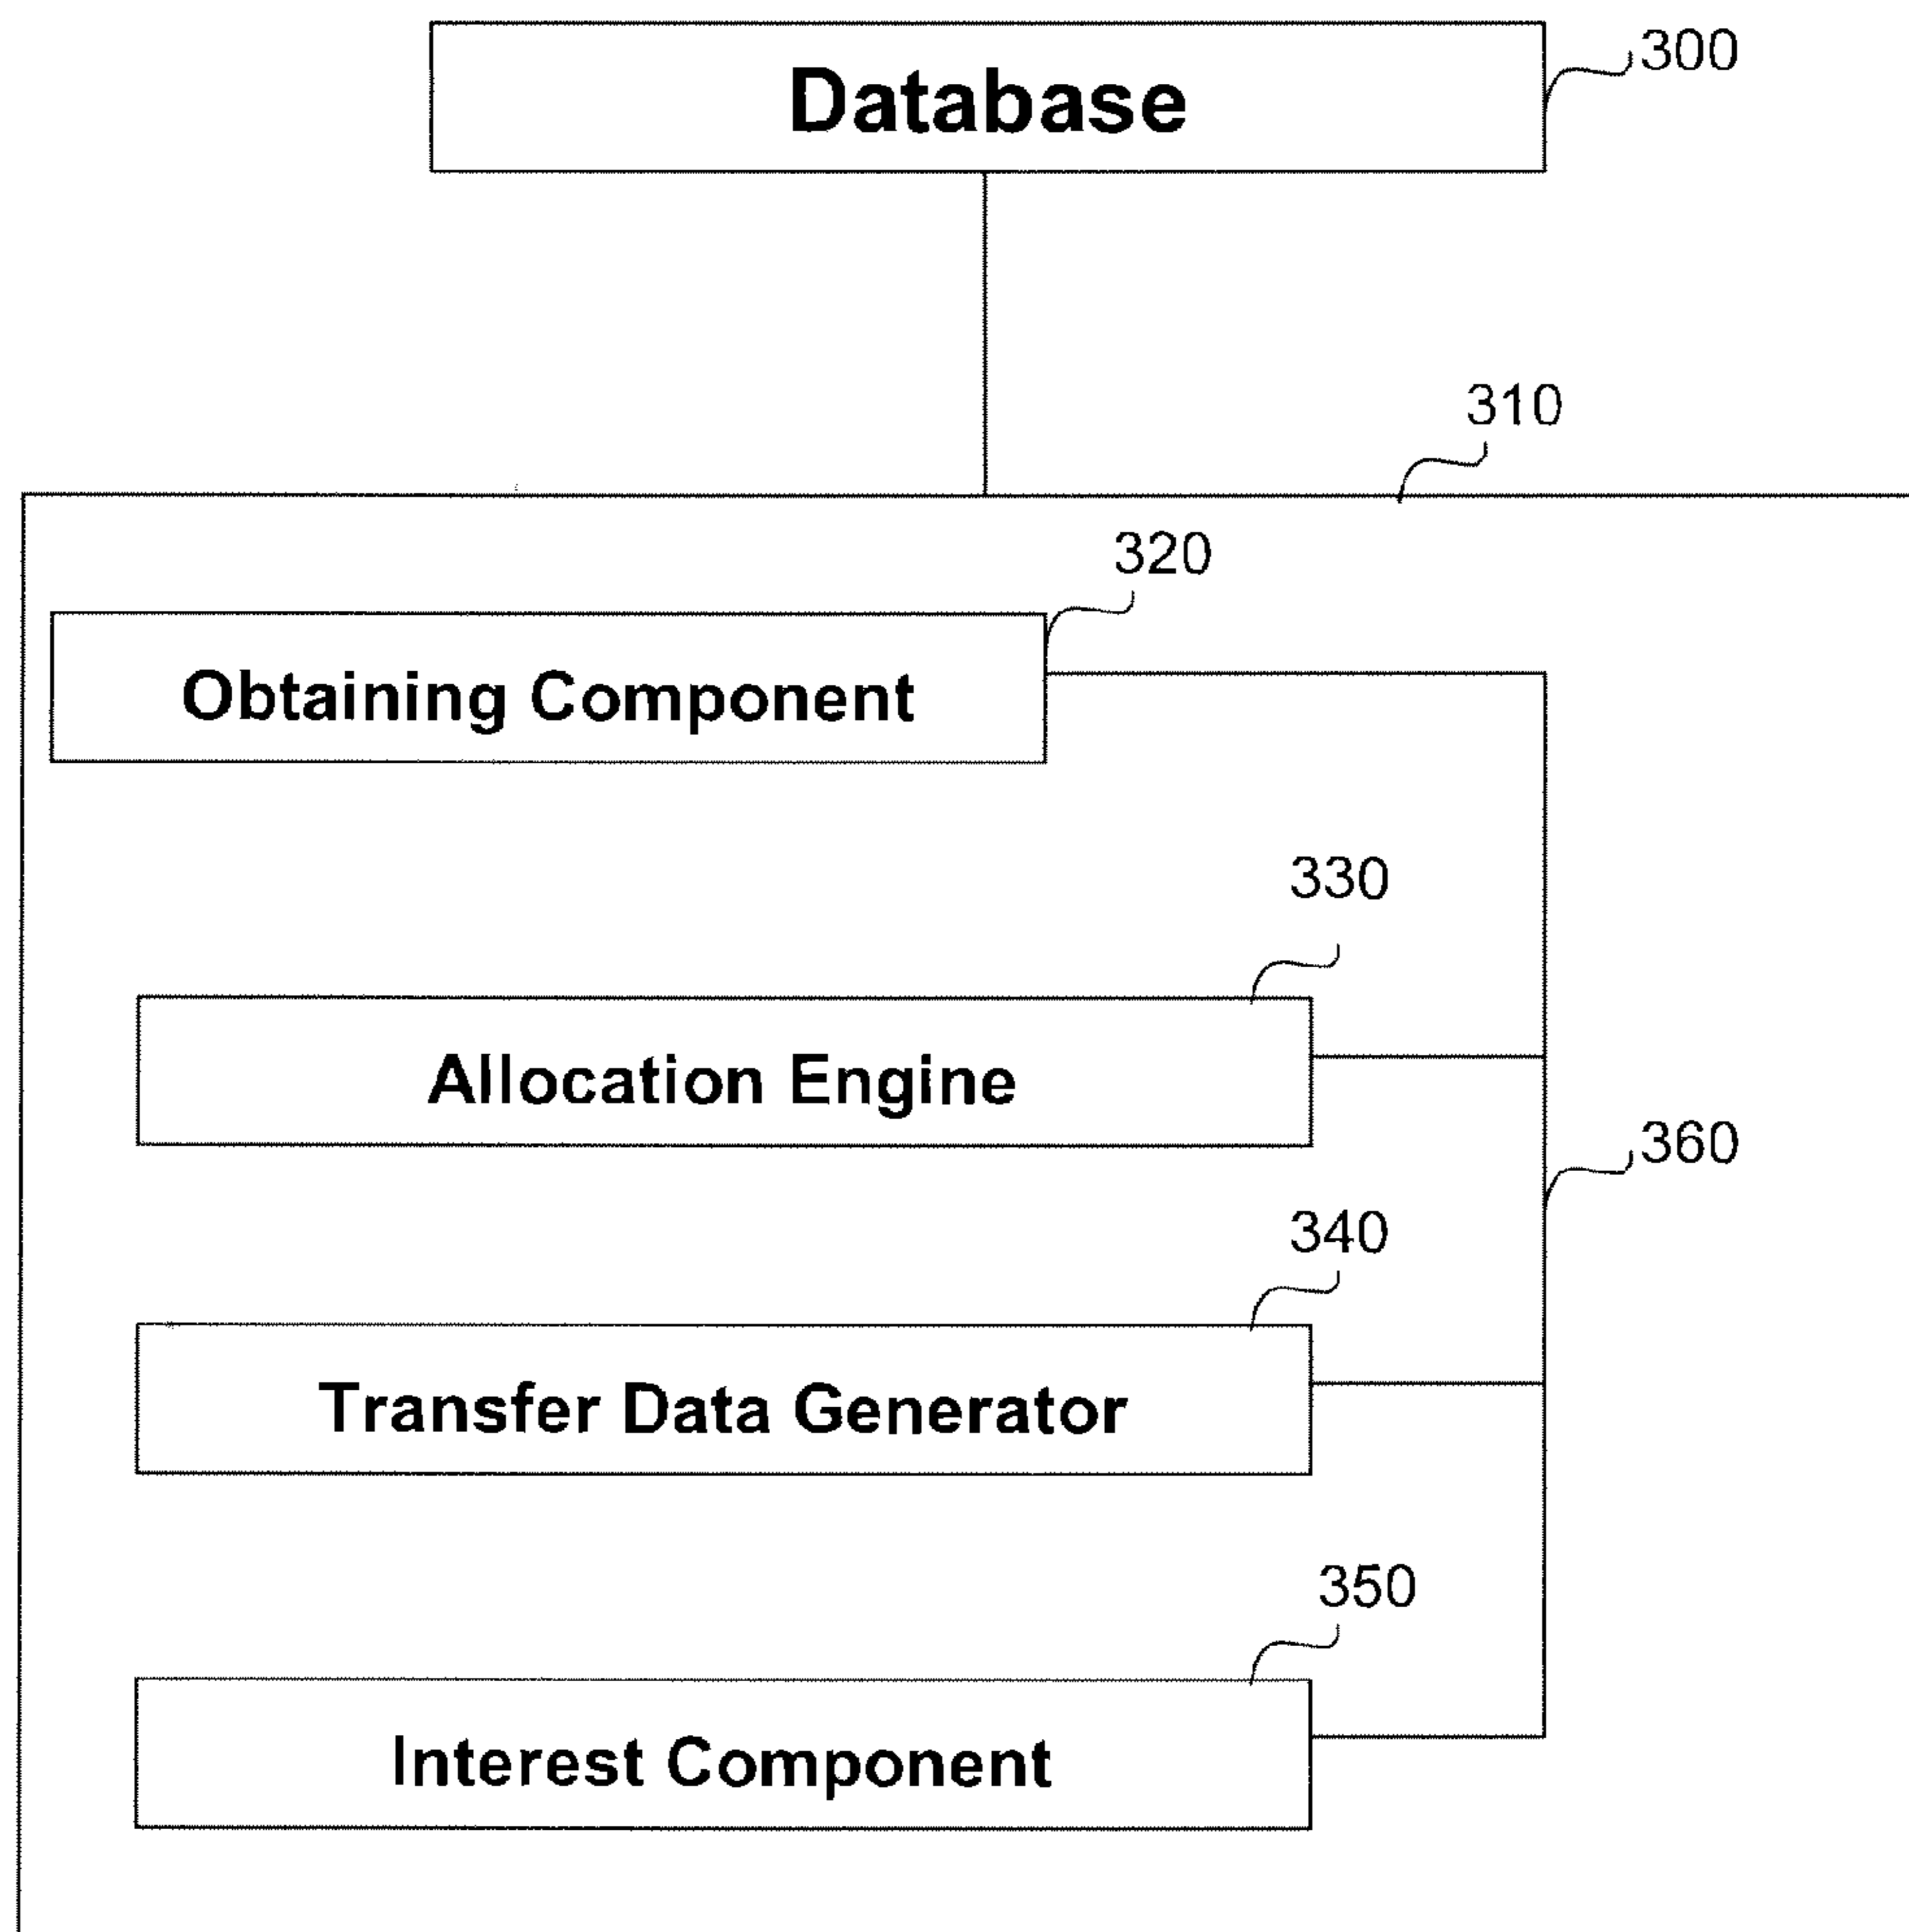 Database
300
310
320
Obtaining Component
330
Allocation Engine
360
340
Transfer Data Generator
350
Interest Component